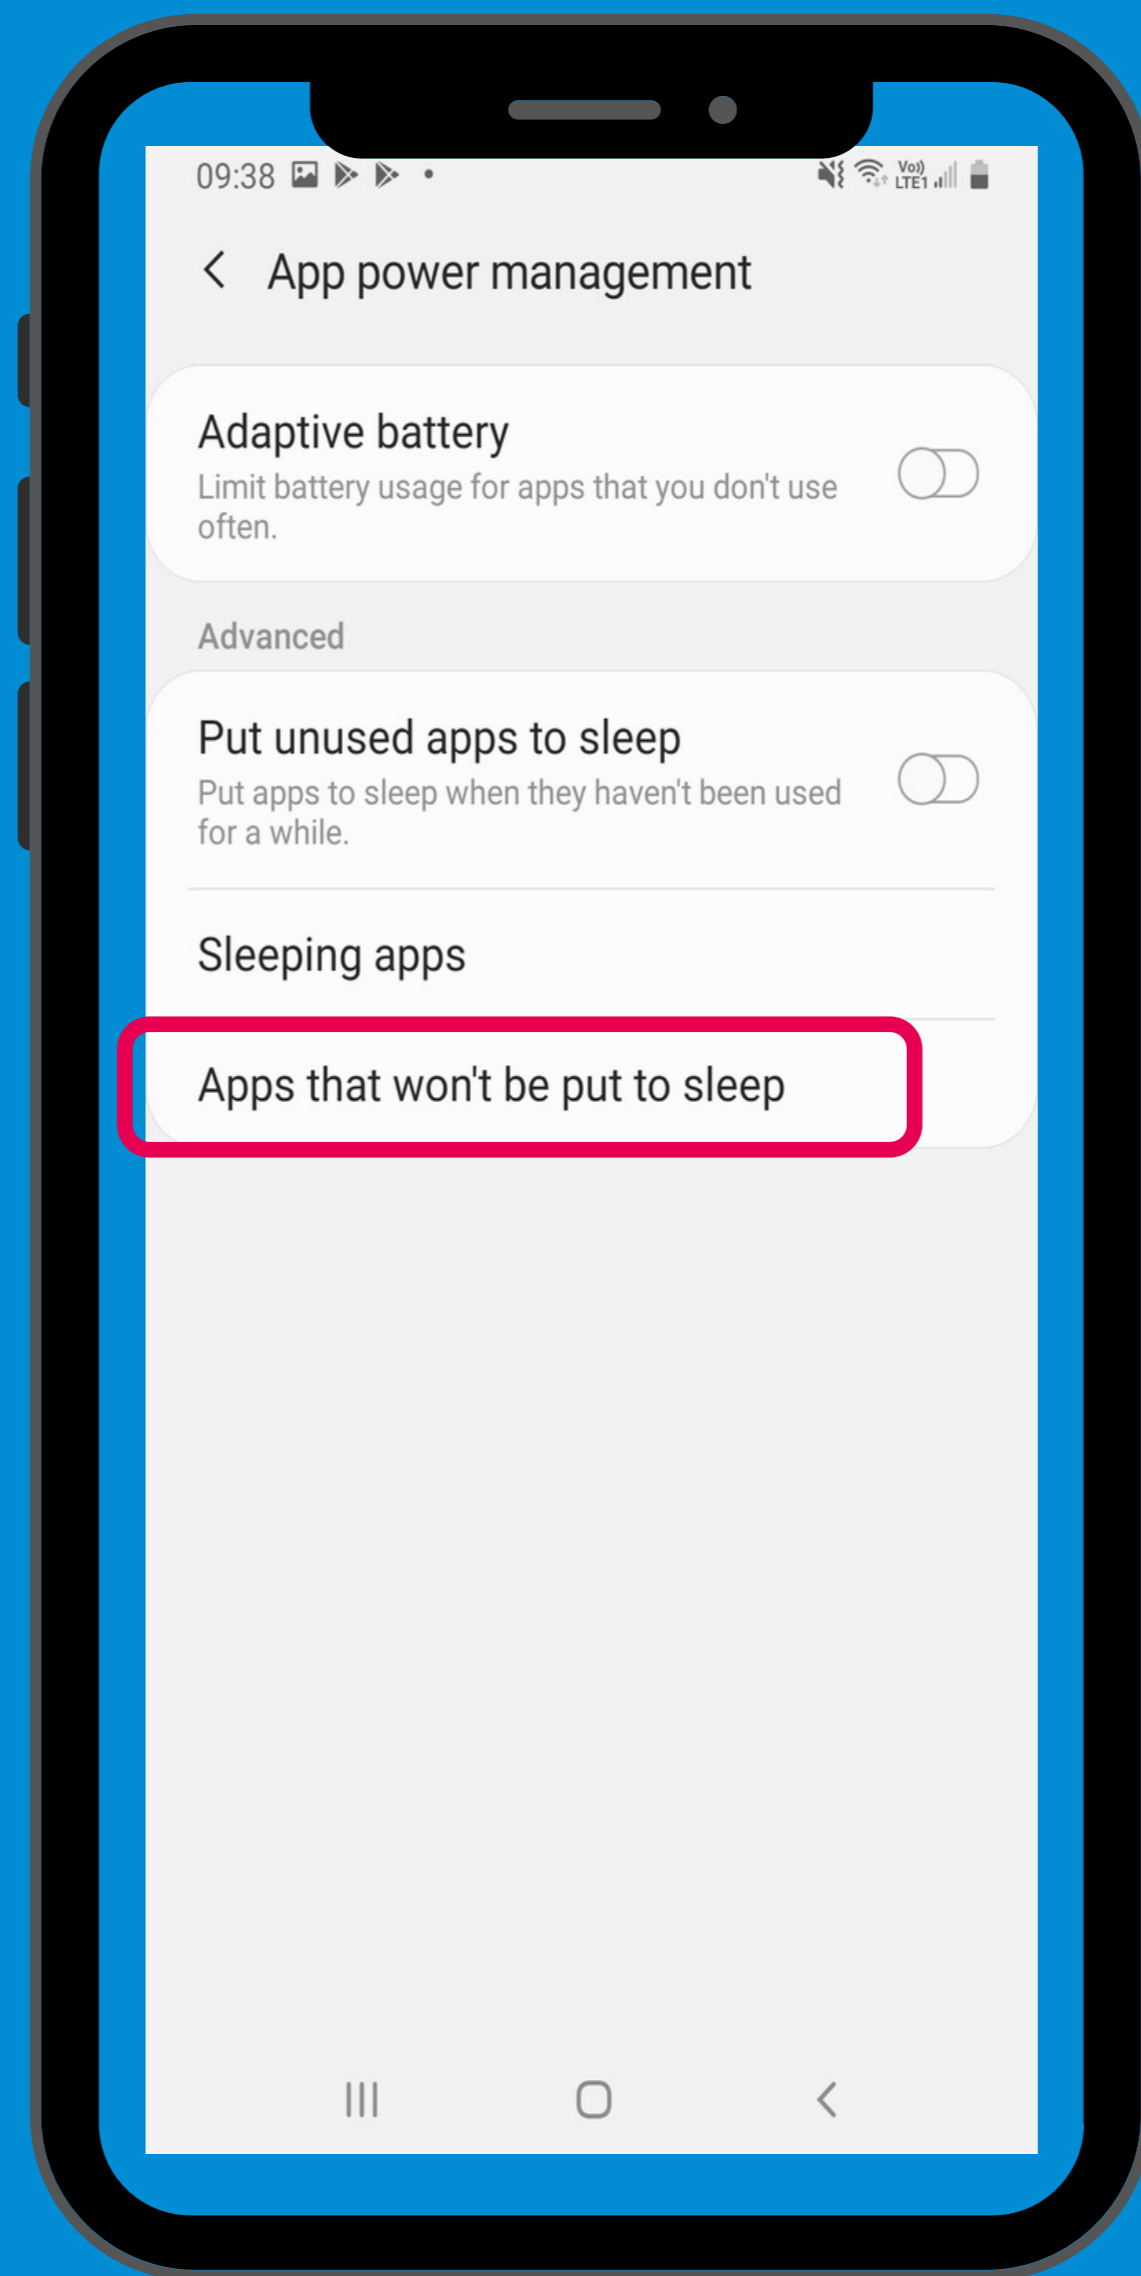 09:38
Vo))
LTE1
App power management
Adaptive battery
Limit battery usage for apps that you don't use
often.
Advanced
Put unused apps to sleep
Put apps to sleep when they haven't been used
for a while.
Sleeping apps
Apps that won't be put to sleep